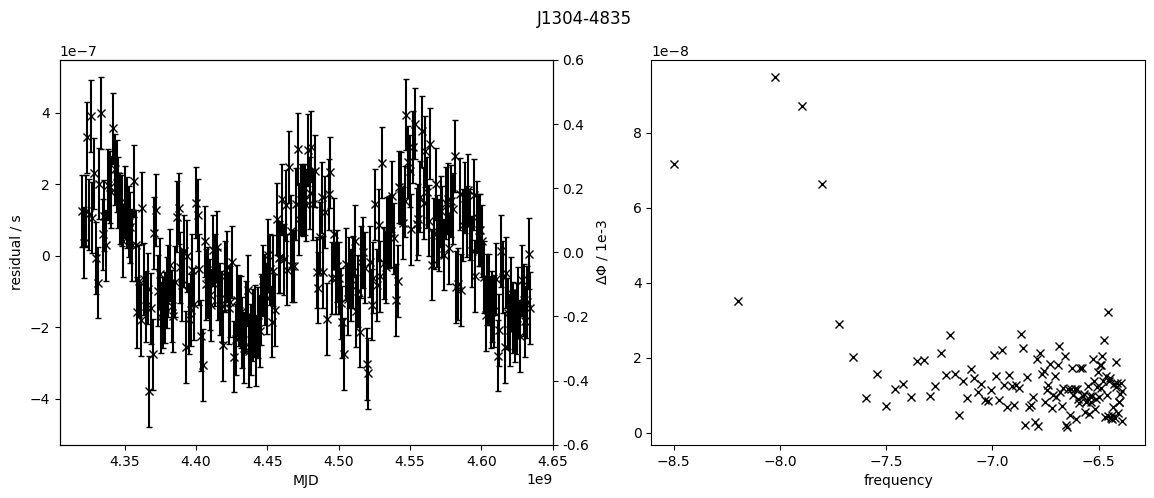 J1304-4835
1e−7
residual / s
4
2
0
−2
−4
4.35 4.40 4.45 4.50 4.55 4.60 4.65
MJD
1e9
0.6
0.4
0.2
0.0
-0.2
-0.4
-0.6
ΔΦ / 1e-3
1e−8
8
6
4
2
0
−8.5 −8.0 −7.5 −7.0 −6.5
frequency